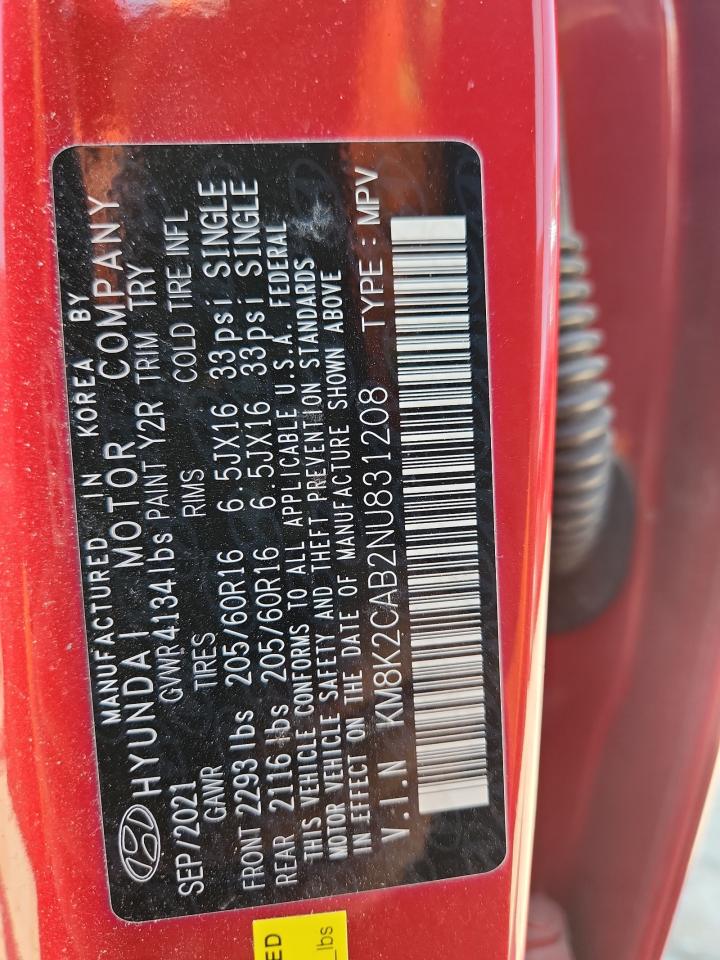 MANUFACTURED IN KOREA BY
HYUNDAI MOTOR COMPANY
SEP/2021 GVWR 4134 lbs PAINT Y2R TRIM TRY
GAWR TIRES RIMS COLD TIRE INFL
FRONT 2293 lbs 205/60R16 6.5JX16 33psi SINGLE
REAR 2116 lbs 205/60R16 6.5JX16 33psi SINGLE
THIS VEHICLE CONFORMS TO ALL APPLICABLE U.S.A. FEDERAL
MOTOR VEHICLE SAFETY AND THEFT PREVENTION STANDARDS
IN EFFECT ON THE DATE OF MANUFACTURE SHOWN ABOVE
V.I.N KM8K2CAB2NU831208 TYPE : MPV
lbs